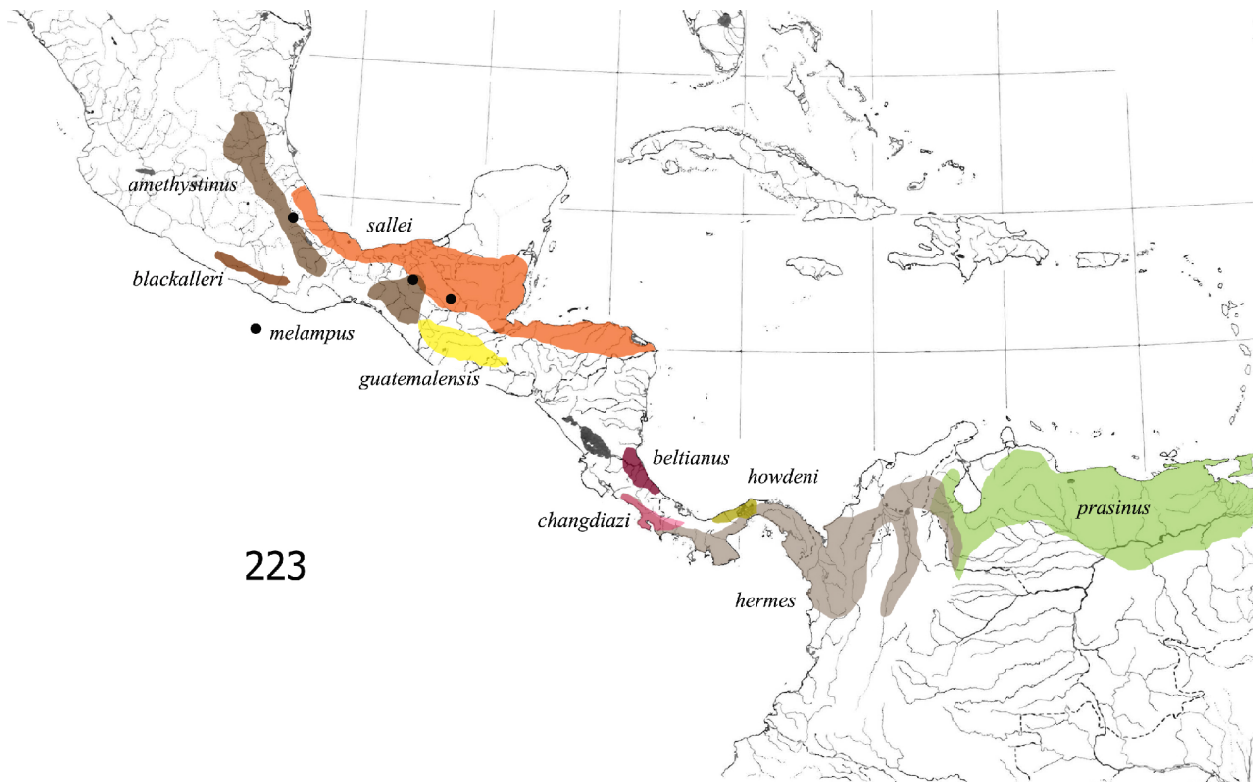 amethystinus
sallei
blackalleri
melampus
guatemalensis
beltianus
howdeni
changdiazi
prasinus
223
hermes